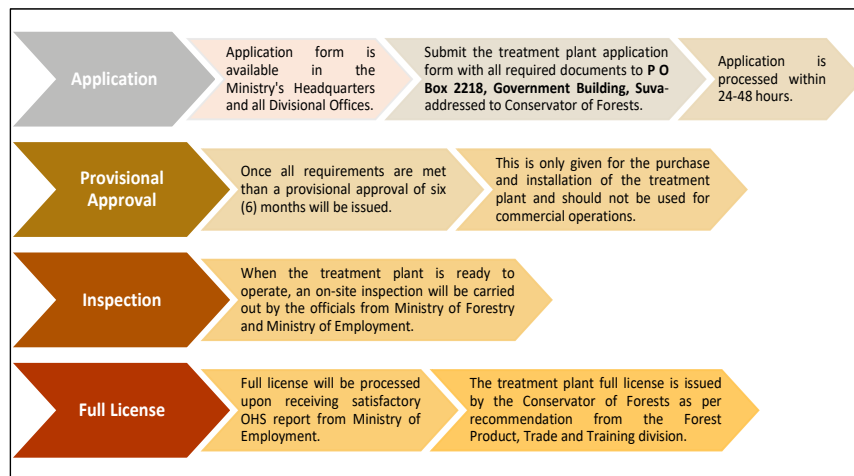 Application
Application form is
available in the
Ministry's Headquarters
and all Divisional Offices.
Submit the treatment plant application
form with all required documents to P O
Box 2218, Government Building, Suva-
addressed to Conservator of Forests.
Application is
processed within
24-48 hours.
Provisional
Approval
Once all requirements are met
than a provisional approval of six
(6) months will be issued.
This is only given for the purchase
and installation of the treatment
plant and should not be used for
commercial operations.
Inspection
When the treatment plant is ready to
operate, an on-site inspection will be carried
out by the officials from Ministry of Forestry
and Ministry of Employment.
Full License
Full license will be processed
upon receiving satisfactory
OHS report from Ministry of
Employment.
The treatment plant full license is issued
by the Conservator of Forests as per
recommendation from the Forest
Product, Trade and Training division.